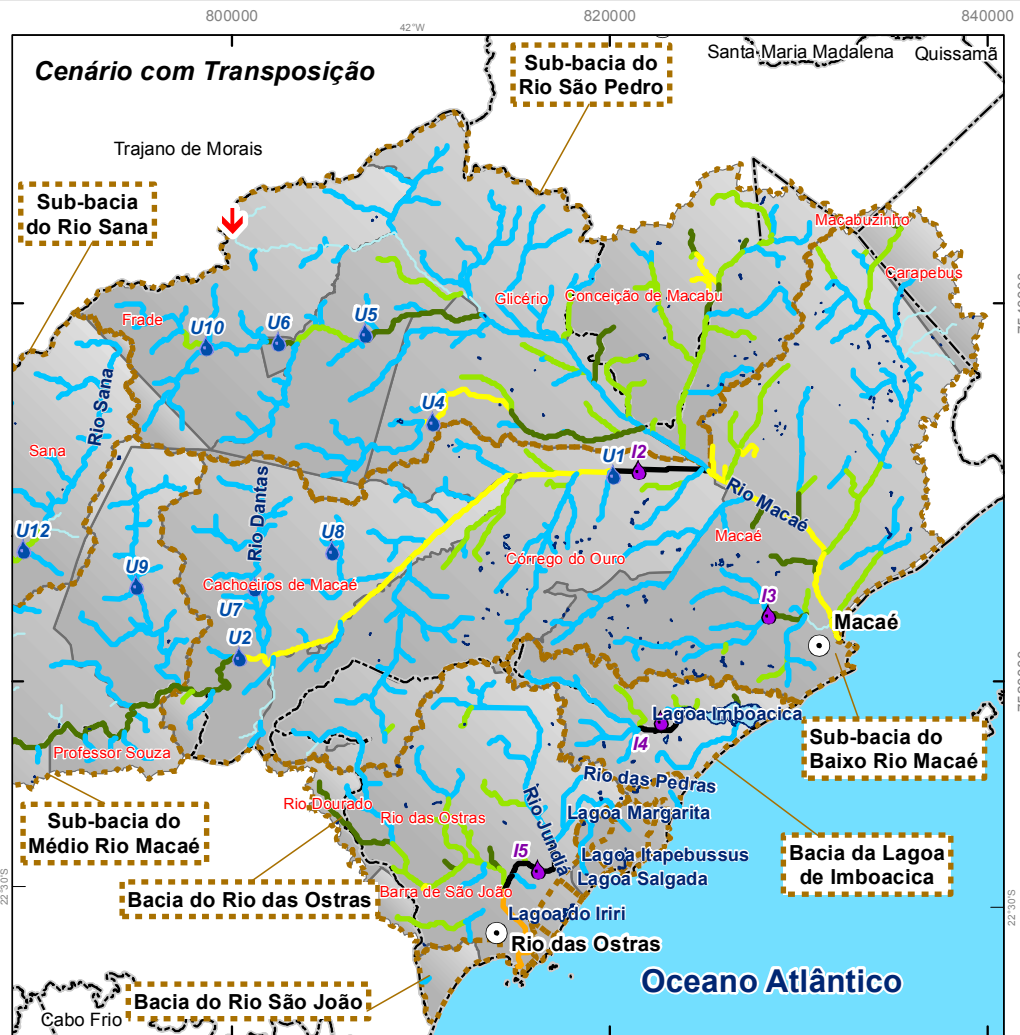 800000
820000
840000
42°W
Cenário com Transposição
Santa Maria Madalena
Quissamã
Sub-bacia do
Rio São Pedro
Trajano de Morais
Sub-bacia
do Rio Sana
Macabuzinho
Carapebus
Glicério
Conceição de Macabu
Frade
U10
U6
U5
Rio Sana
U4
Sana
U1
I2
Rio Dantas
Rio Macaé
U12
U8
Macaé
U9
Córrego do Ouro
Cachoeiros de Macaé
U7
I3
Macaé
U2
Lagoa Imboacica
I4
Professor Souza
Sub-bacia do
Baixo Rio Macaé
Rio das Pedras
Rio Dourado
Rio das Ostras
Rio Jundiá
Lagoa Margarita
Sub-bacia do
Médio Rio Macaé
I5
Lagoa Itapebussus
Bacia da Lagoa
de Imboacica
Lagoa Salgada
22°30'S
22°30'S
Bacia do Rio das Ostras
Barra de São João
Lagoa do Iriri
Rio das Ostras
Oceano Atlântico
Bacia do Rio São João
Cabo Frio